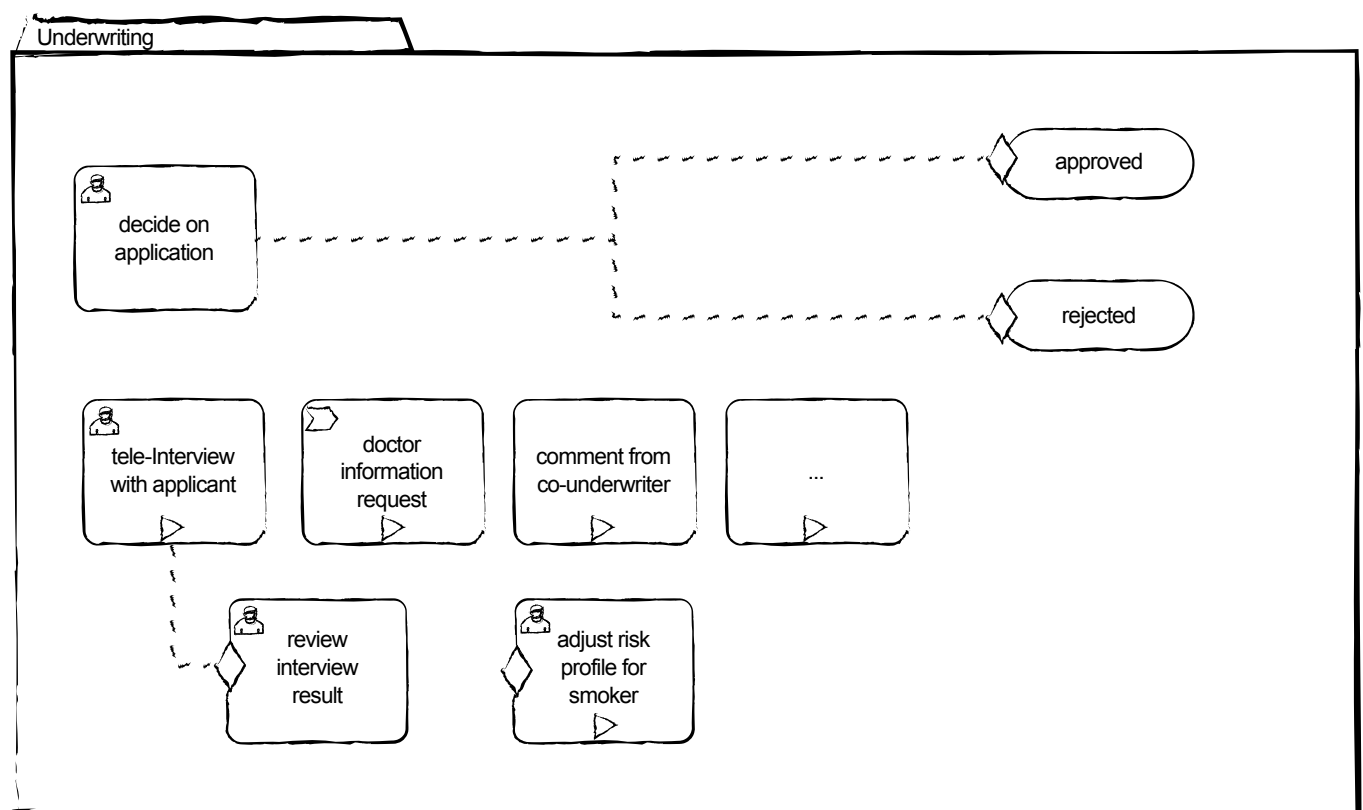 Underwriting
approved
decide on
application
rejected
tele-Interview
with applicant
doctor
information
request
comment from
co-underwriter
...
review
interview
result
adjust risk
profile for
smoker